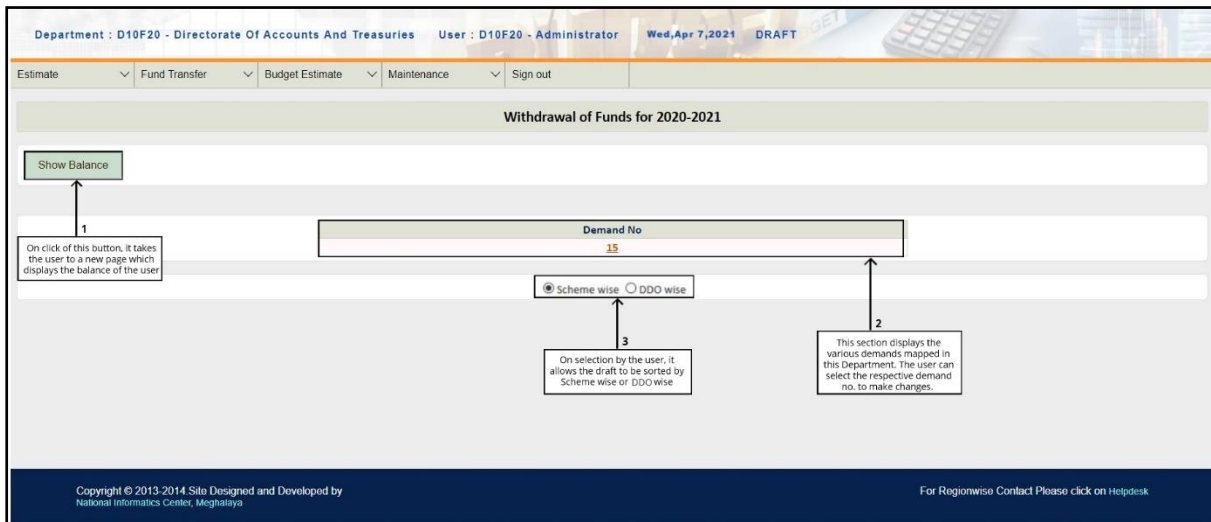 Department : D10F20 - Directorate Of Accounts And Treasuries User : D10F20 - Administrator Wed,Apr 7,2021 DRAFT
Estimate Fund Transfer Budget Estimate Maintenance Sign out
Withdrawal of Funds for 2020-2021
Show Balance
1
On click of this button, it takes
the user to a new page which
displays the balance of the user
Demand No
15
Scheme wise DDO wise
3
On selection by the user, it
allows the draft to be sorted by
Scheme wise or DDO wise
2
This section displays the
various demands mapped in
this Department. The user can
select the respective demand
no. to make changes.
Copyright © 2013-2014.Site Designed and Developed by
National Informatics Center, Meghalaya
For Regionwise Contact Please click on Helpdesk